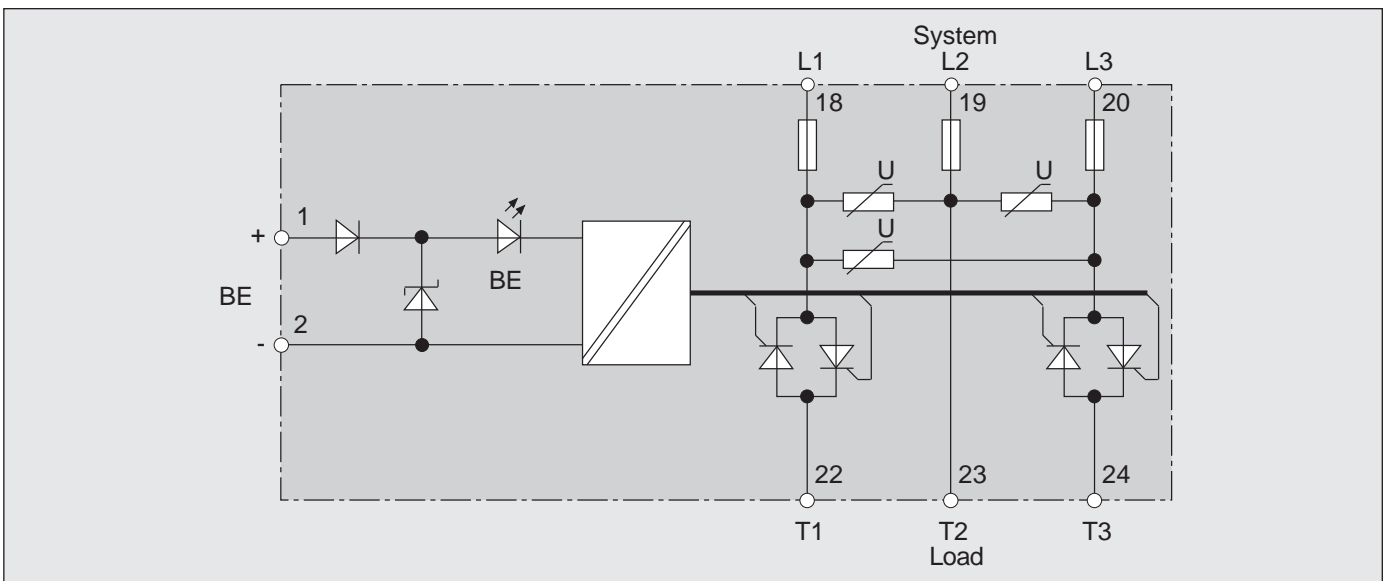 System
L1 L2 L3
18 19 20
U U
1
+
U
BE
BE
2
-
22 23 24
T1 T2 T3
Load